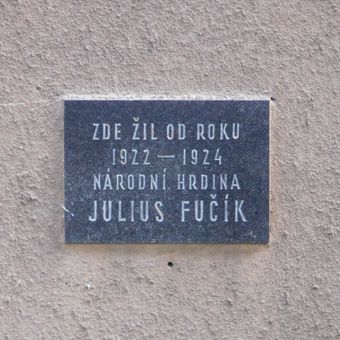 ZDE ŽIL OD ROKU
1922 — 1924
NÁRODNÍ HRDINA
JULIUS FUČÍK